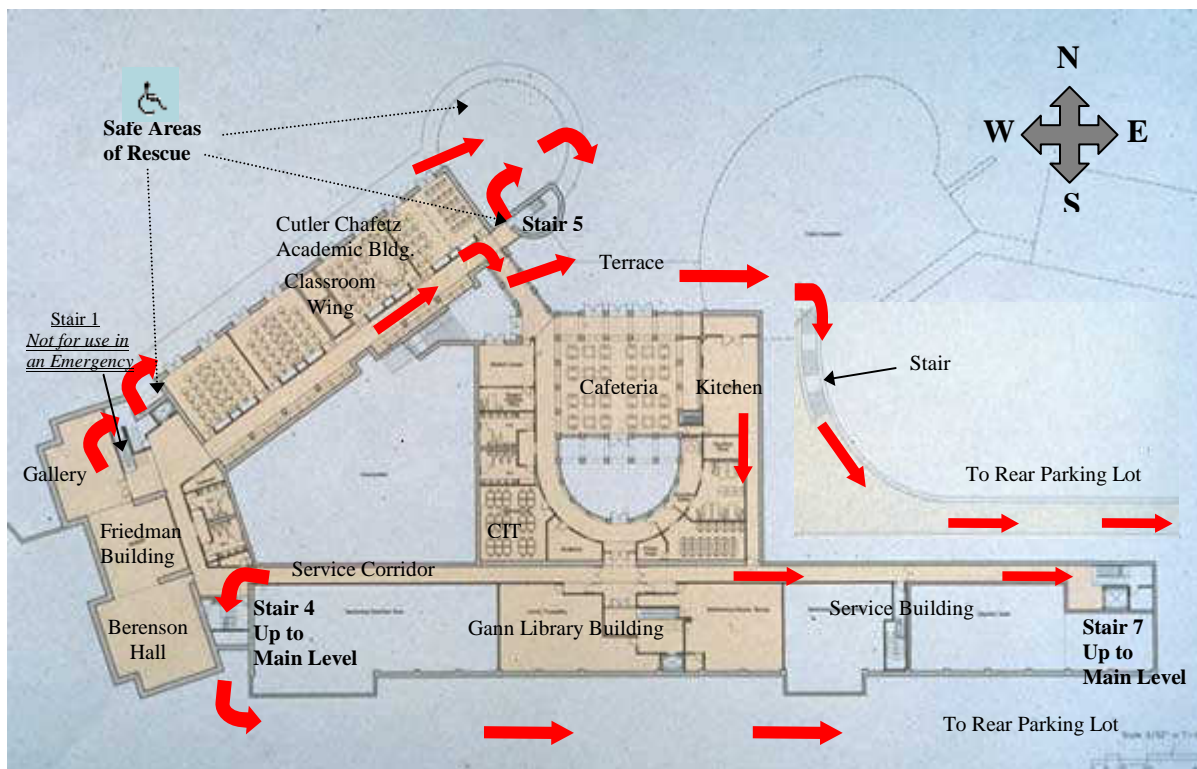 N
W
E
S
Safe Areas
of Rescue
Stair 5
Cutler Chafetz
Academic Bldg.
Classroom
Wing
Terrace
Stair 1
Not for use in
an Emergency
Stair
Cafeteria
Kitchen
Gallery
To Rear Parking Lot
Friedman
Building
CIT
Service Corridor
Stair 4
Up to
Main Level
Berenson
Hall
Gann Library Building
Service Building
Stair 7
Up to
Main Level
To Rear Parking Lot